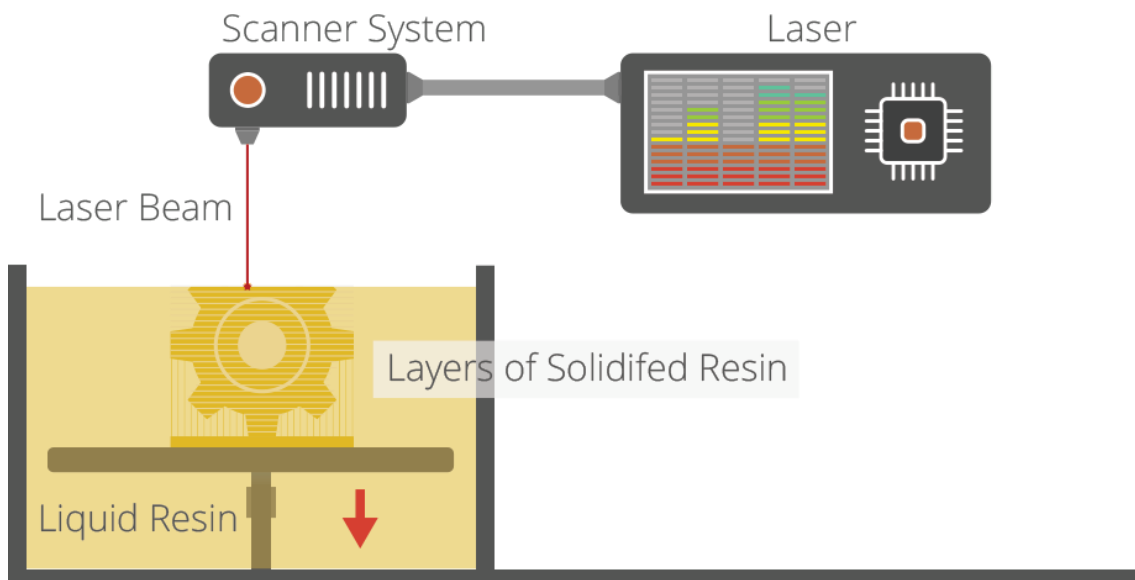 Scanner System
Laser
Laser Beam
Layers of Solidifed Resin
Liquid Resin